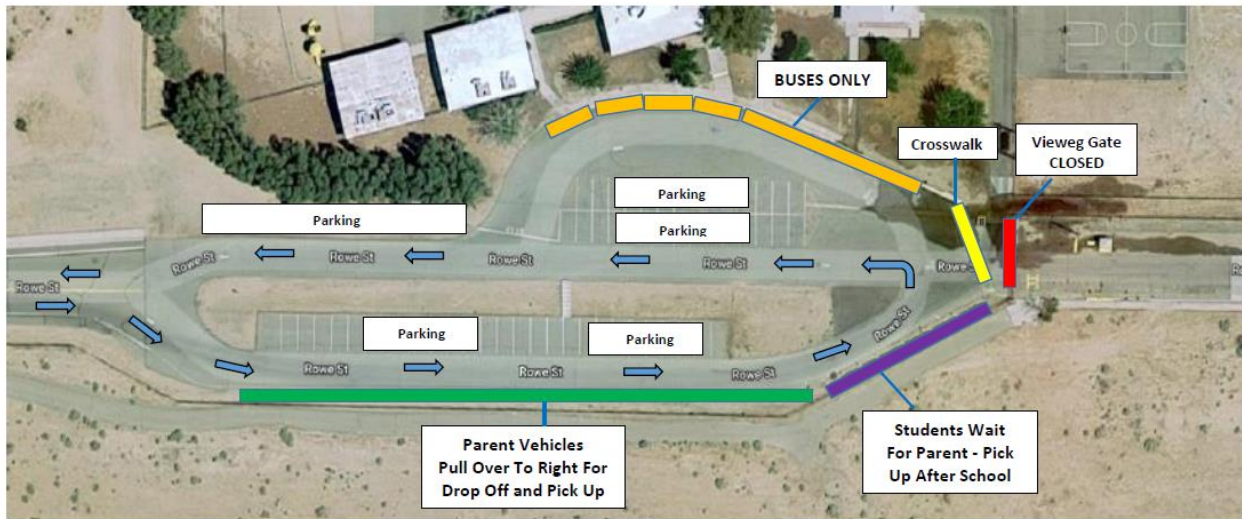 BUSES ONLY
Crosswalk
Vieweg Gate
CLOSED
Parking
Parking
Parking
Rowe St
Rowe St
Rowe St
Rowe St
Rowe St
Rowe St
Parking
Parking
Rowe St
Rowe St
Rowe St
Rowe St
Parent Vehicles
Pull Over To Right For
Drop Off and Pick Up
Students Wait
For Parent - Pick
Up After School